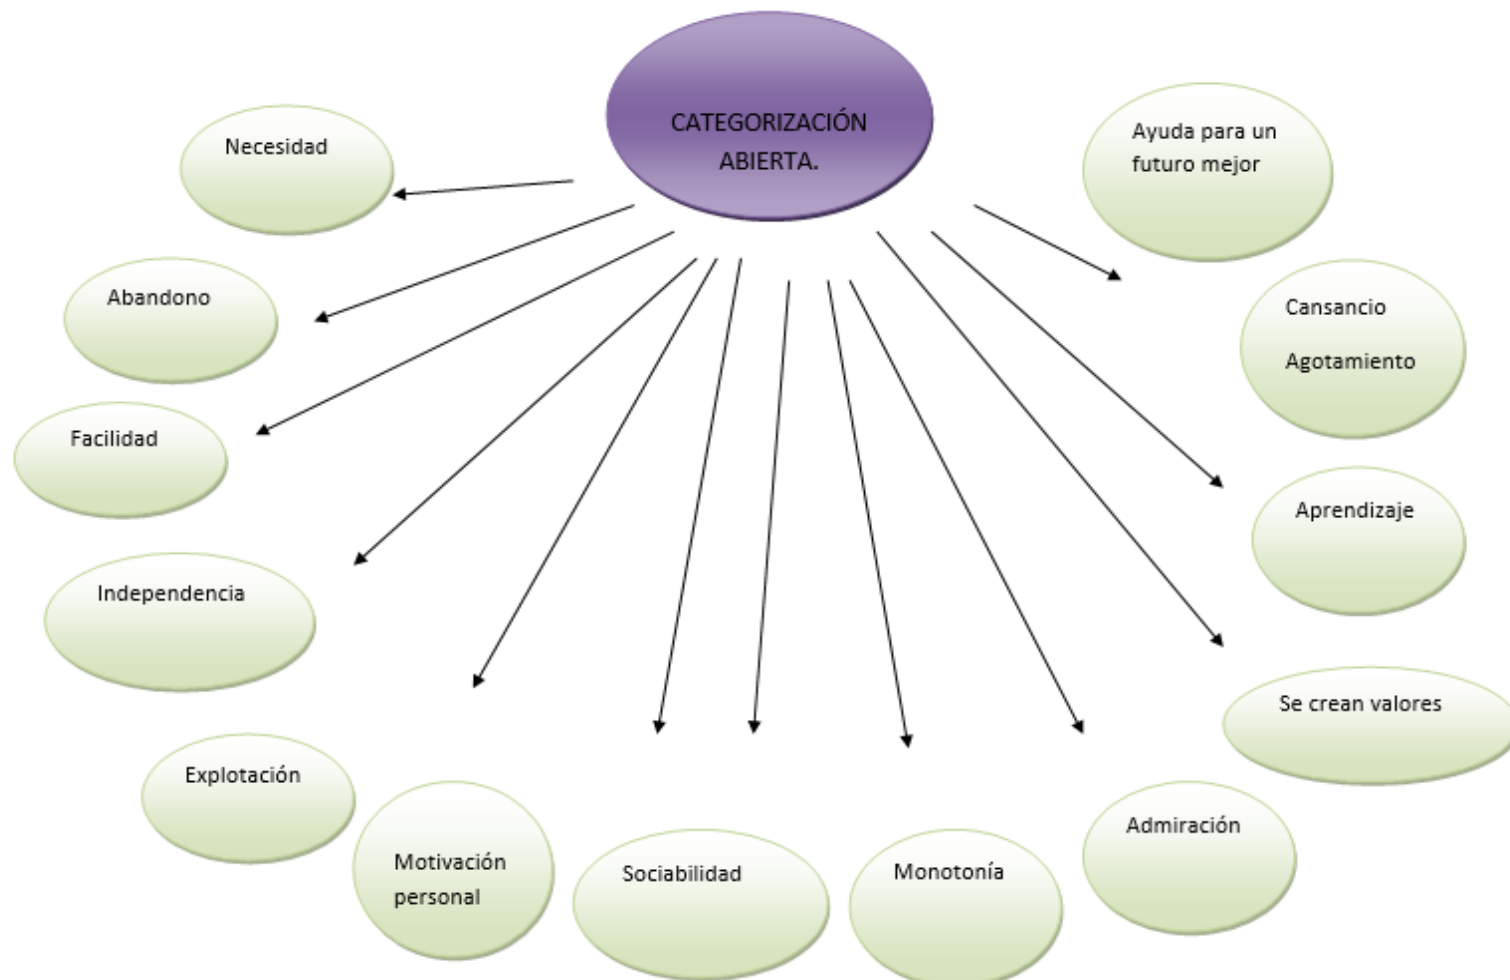 CATEGORIZACIÓN
ABIERTA.
Necesidad
Abandono
Facilidad
Independencia
Explotación
Motivación
personal
Sociabilidad
Monotonía
Admiración
Se crean valores
Aprendizaje
Cansancio
Agotamiento
Ayuda para un
futuro mejor